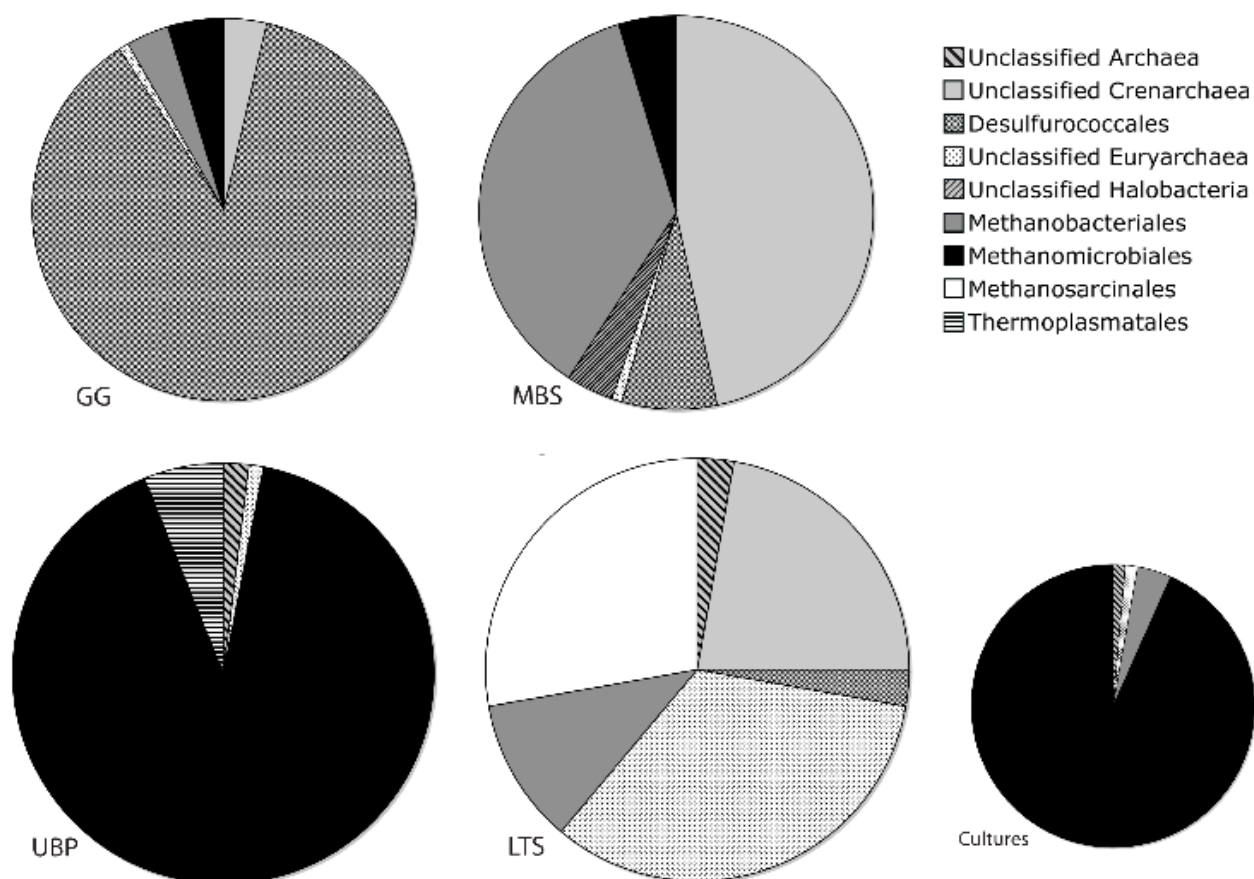 Unclassified Archaea
Unclassified Crenarchaea
Desulfurococcales
Unclassified Euryarchaea
Unclassified Halobacteria
Methanobacteriales
Methanomicrobiales
Methanosarcinales
Thermoplasmatales
GG
MBS
UBP
LTS
Cultures